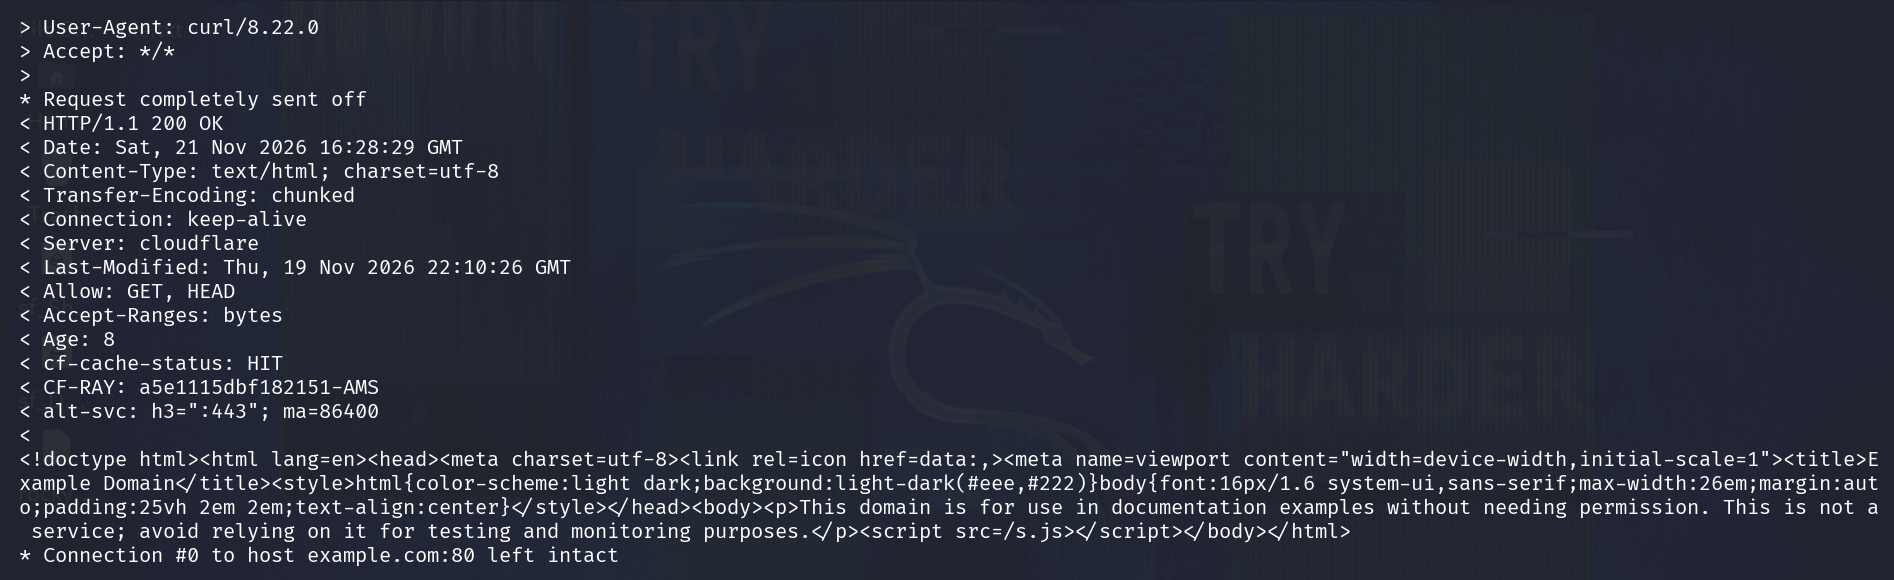 > User-Agent: curl/8.22.0
> Accept: */*
>
* Request completely sent off
< HTTP/1.1 200 OK
< Date: Sat, 21 Nov 2026 16:28:29 GMT
< Content-Type: text/html; charset=utf-8
< Transfer-Encoding: chunked
< Connection: keep-alive
< Server: cloudflare
< Last-Modified: Thu, 19 Nov 2026 22:10:26 GMT
< Allow: GET, HEAD
< Accept-Ranges: bytes
< Age: 8
< cf-cache-status: HIT
< CF-RAY: a5e1115dbf182151-AMS
< alt-svc: h3=":443"; ma=86400
<
<!doctype html><html lang=en><head><meta charset=utf-8><link rel=icon href=data:,><meta name=viewport content="width=device-width,initial-scale=1"><title>E
xample Domain</title><style>html{color-scheme:light dark;background:light-dark(#eee,#222)}body{font:16px/1.6 system-ui,sans-serif;max-width:26em;margin:aut
o;padding:25vh 2em 2em;text-align:center}</style></head><body><p>This domain is for use in documentation examples without needing permission. This is not a
 service; avoid relying on it for testing and monitoring purposes.</p><script src=/s.js></script></body></html>
* Connection #0 to host example.com:80 left intact
TRY
HARDER
TRY
HARDER